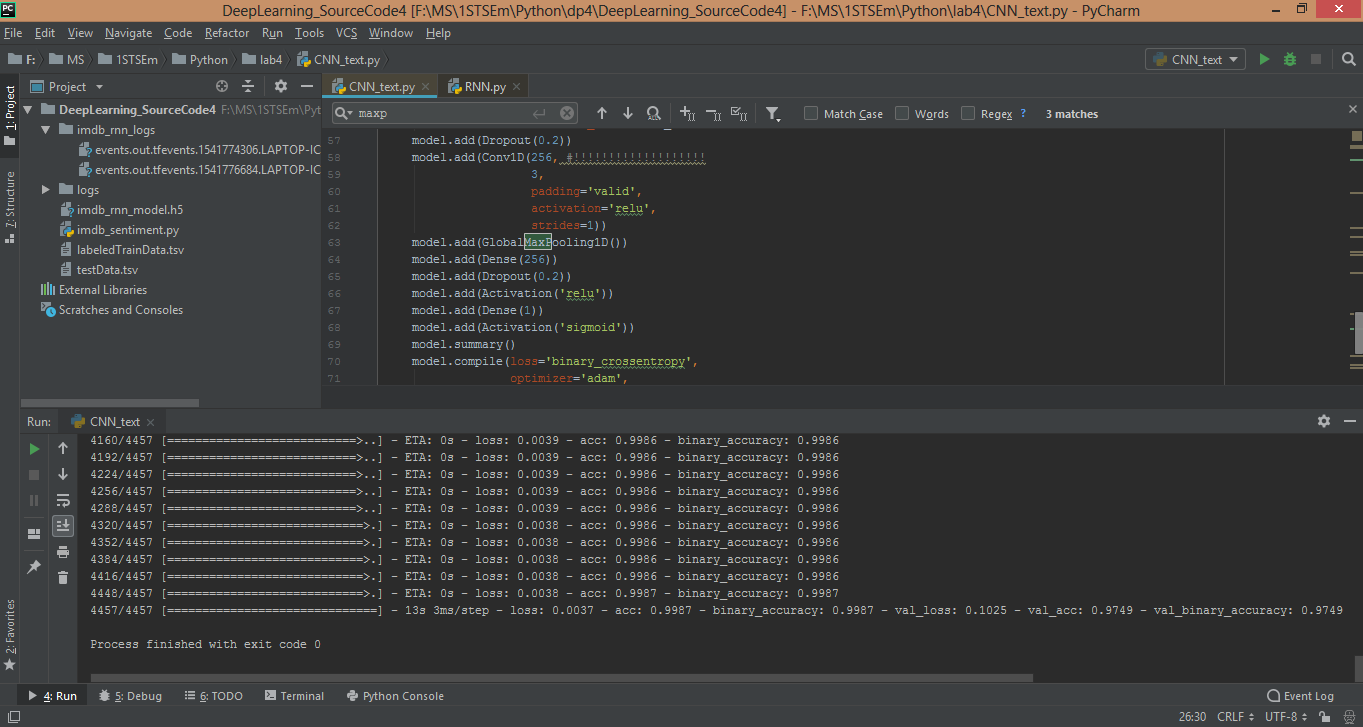 DeepLearning_SourceCode4 [F:\MS\1STSEm\Python\dp4\DeepLearning_SourceCode4] - F:\MS\1STSEm\Python\lab4\CNN_text.py - PyCharm
File Edit View Navigate Code Refactor Run Tools VCS Window Help
F: MS 1STSEm Python lab4 CNN_text.py CNN_text
Project CNN_text.py RNN.py
1: Project
7: Structure
2: Favorites
DeepLearning_SourceCode4 F:\MS\1STSEm\Pyt
imdb_rnn_logs
events.out.tfevents.1541774306.LAPTOP-IC
events.out.tfevents.1541776684.LAPTOP-IC
logs
imdb_rnn_model.h5
imdb_sentiment.py
labeledTrainData.tsv
testData.tsv
External Libraries
Scratches and Consoles
maxp Match Case Words Regex ? 3 matches
57 model.add(Dropout(0.2))
58 model.add(Conv1D(256, #!!!!!!!!!!!!!!!!!!!
59 3,
60 padding='valid',
61 activation='relu',
62 strides=1))
63 model.add(GlobalMaxPooling1D())
64 model.add(Dense(256))
65 model.add(Dropout(0.2))
66 model.add(Activation('relu'))
67 model.add(Dense(1))
68 model.add(Activation('sigmoid'))
69 model.summary()
70 model.compile(loss='binary_crossentropy',
71 optimizer='adam',
Run: CNN_text
4160/4457 [===========================>..] - ETA: 0s - loss: 0.0039 - acc: 0.9986 - binary_accuracy: 0.9986
4192/4457 [===========================>..] - ETA: 0s - loss: 0.0039 - acc: 0.9986 - binary_accuracy: 0.9986
4224/4457 [===========================>..] - ETA: 0s - loss: 0.0039 - acc: 0.9986 - binary_accuracy: 0.9986
4256/4457 [===========================>..] - ETA: 0s - loss: 0.0039 - acc: 0.9986 - binary_accuracy: 0.9986
4288/4457 [===========================>..] - ETA: 0s - loss: 0.0039 - acc: 0.9986 - binary_accuracy: 0.9986
4320/4457 [============================>.] - ETA: 0s - loss: 0.0038 - acc: 0.9986 - binary_accuracy: 0.9986
4352/4457 [============================>.] - ETA: 0s - loss: 0.0038 - acc: 0.9986 - binary_accuracy: 0.9986
4384/4457 [============================>.] - ETA: 0s - loss: 0.0038 - acc: 0.9986 - binary_accuracy: 0.9986
4416/4457 [============================>.] - ETA: 0s - loss: 0.0038 - acc: 0.9986 - binary_accuracy: 0.9986
4448/4457 [============================>.] - ETA: 0s - loss: 0.0038 - acc: 0.9987 - binary_accuracy: 0.9987
4457/4457 [==============================] - 13s 3ms/step - loss: 0.0037 - acc: 0.9987 - binary_accuracy: 0.9987 - val_loss: 0.1025 - val_acc: 0.9749 - val_binary_accuracy: 0.9749
Process finished with exit code 0
4: Run 5: Debug 6: TODO Terminal Python Console Event Log
26:30 CRLF UTF-8